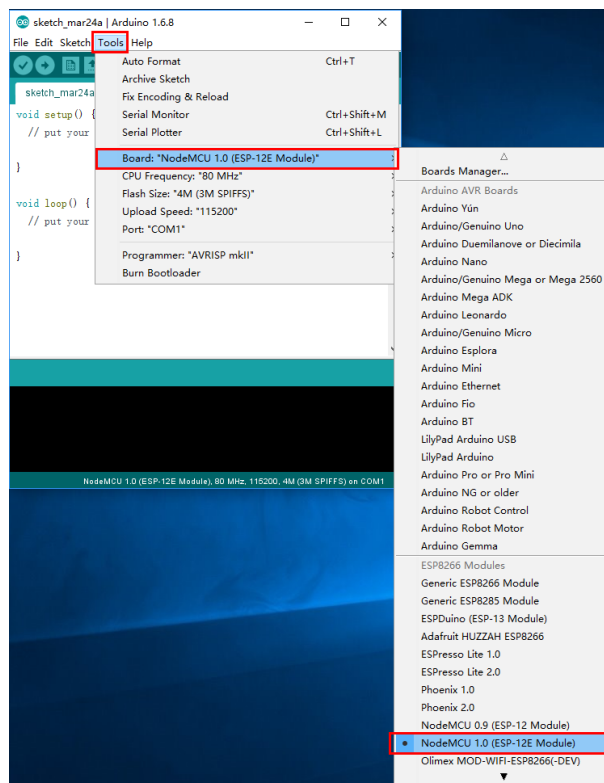 sketch_mar24a | Arduino 1.6.8
File Edit Sketch Tools Help
sketch_mar24a
void setup() {
// put your
}
void loop() {
// put your
}
Auto Format Ctrl+T
Archive Sketch
Fix Encoding & Reload
Serial Monitor Ctrl+Shift+M
Serial Plotter Ctrl+Shift+L
Board: "NodeMCU 1.0 (ESP-12E Module)"
CPU Frequency: "80 MHz"
Flash Size: "4M (3M SPIFFS)"
Upload Speed: "115200"
Port: "COM1"
Programmer: "AVRISP mkII"
Burn Bootloader
NodeMCU 1.0 (ESP-12E Module), 80 MHz, 115200, 4M (3M SPIFFS) on COM1
Boards Manager...
Arduino AVR Boards
Arduino Yún
Arduino/Genuino Uno
Arduino Duemilanove or Diecimila
Arduino Nano
Arduino/Genuino Mega or Mega 2560
Arduino Mega ADK
Arduino Leonardo
Arduino/Genuino Micro
Arduino Esplora
Arduino Mini
Arduino Ethernet
Arduino Fio
Arduino BT
LilyPad Arduino USB
LilyPad Arduino
Arduino Pro or Pro Mini
Arduino NG or older
Arduino Robot Control
Arduino Robot Motor
Arduino Gemma
ESP8266 Modules
Generic ESP8266 Module
Generic ESP8285 Module
ESPDuino (ESP-13 Module)
Adafruit HUZZAH ESP8266
ESPresso Lite 1.0
ESPresso Lite 2.0
Phoenix 1.0
Phoenix 2.0
NodeMCU 0.9 (ESP-12 Module)
NodeMCU 1.0 (ESP-12E Module)
Olimex MOD-WIFI-ESP8266(-DEV)